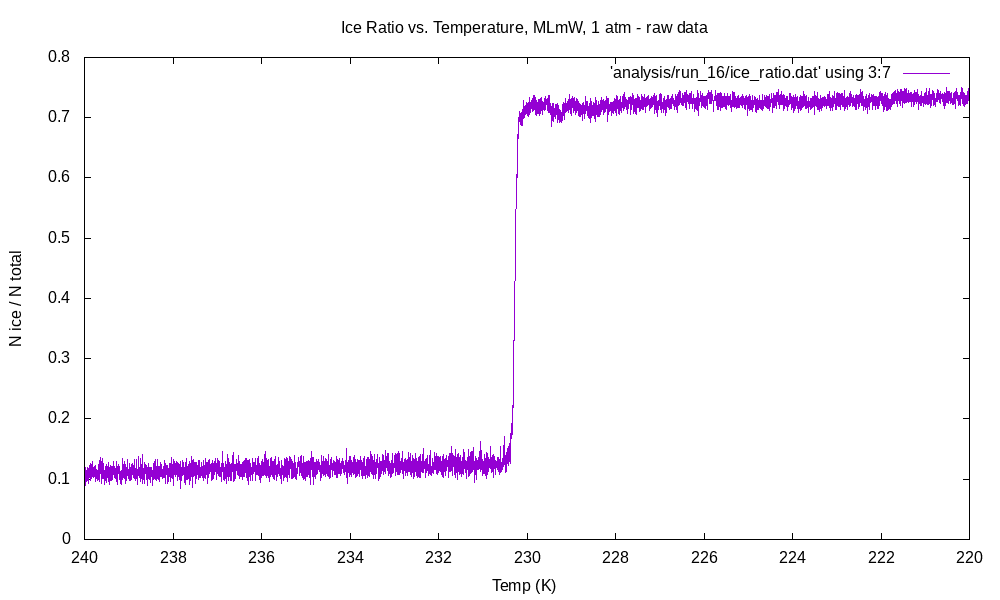 Ice Ratio vs. Temperature, MLmW, 1 atm - raw data
'analysis/run_16/ice_ratio.dat' using 3:7
0.8
0.7
0.6
0.5
0.4
0.3
0.2
0.1
0
N ice / N total
240 238 236 234 232 230 228 226 224 222 220
Temp (K)